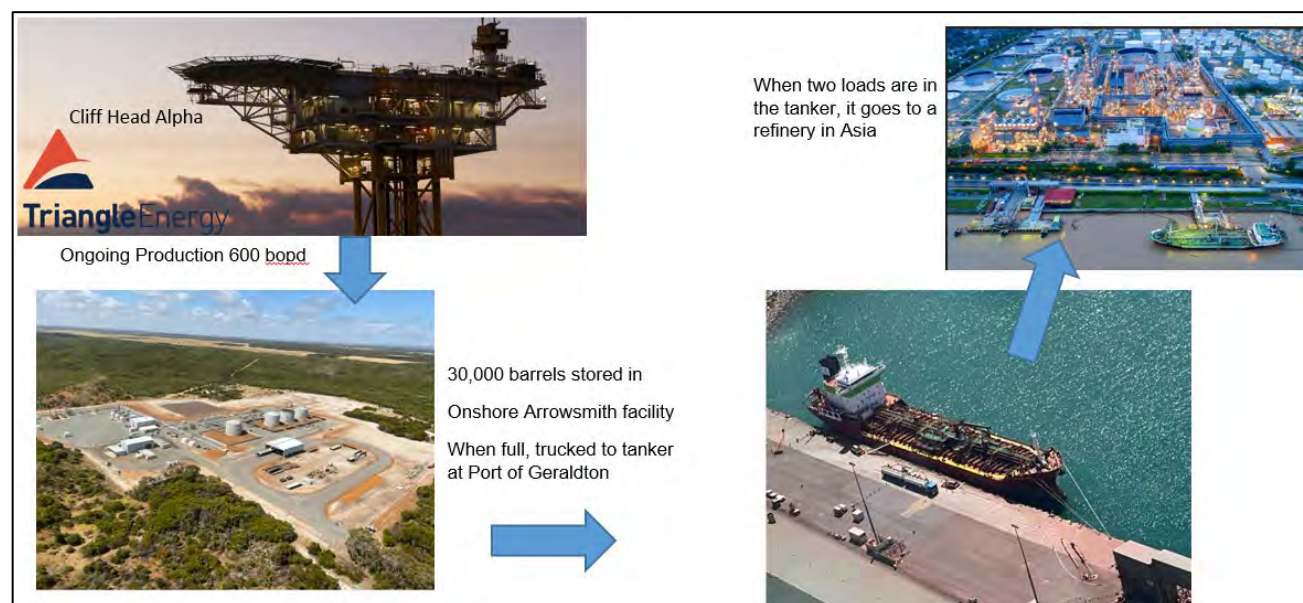 Cliff Head Alpha
TriangleEnergy
Ongoing Production 600 bopd
30,000 barrels stored in
Onshore Arrowsmith facility
When full, trucked to tanker
at Port of Geraldton
When two loads are in
the tanker, it goes to a
refinery in Asia